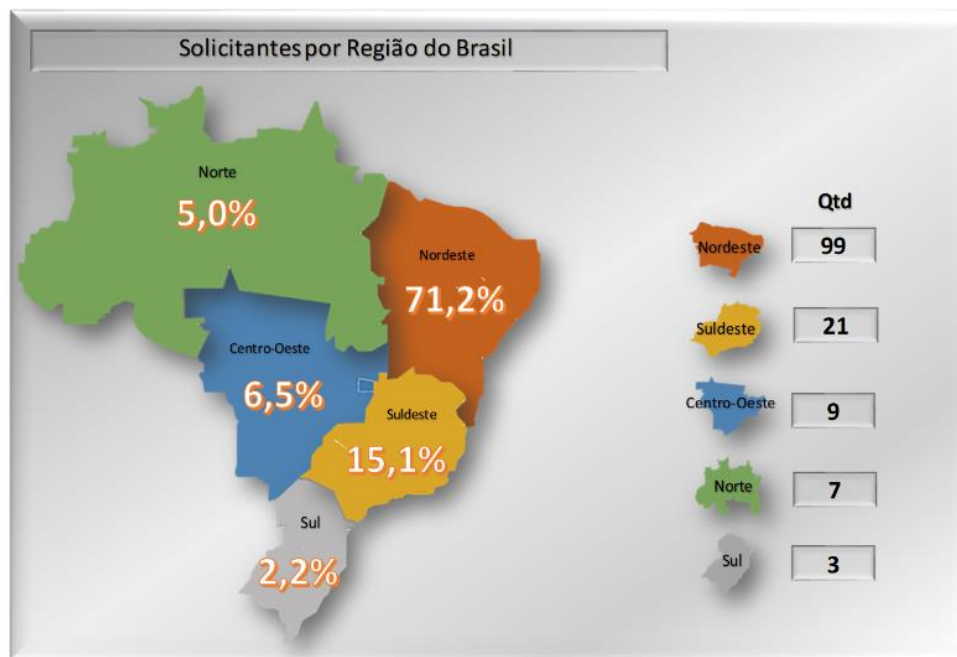 Solicitantes por Região do Brasil
Norte
5,0%
Nordeste
71,2%
Centro-Oeste
6,5%
Suldeste
15,1%
Sul
2,2%
Qtd
Nordeste 99
Suldeste 21
Centro-Oeste 9
Norte 7
Sul 3